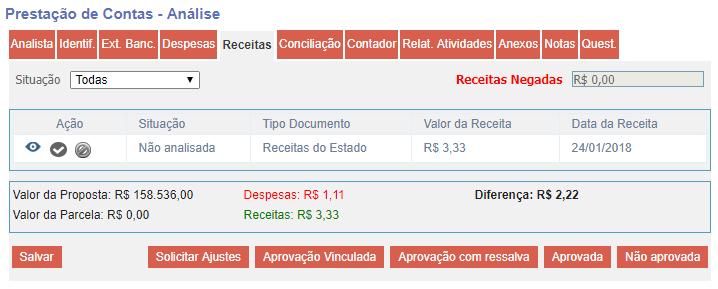 Prestação de Contas - Análise
Analista Identif. Ext. Banc. Despesas Receitas Conciliação Contador Relat. Atividades Anexos Notas Quest.
Situação Todas Receitas Negadas R$ 0,00
Ação Situação Tipo Documento Valor da Receita Data da Receita
Não analisada Receitas do Estado R$ 3,33 24/01/2018
Valor da Proposta: R$ 158.536,00 Despesas: R$ 1,11 Diferença: R$ 2,22
Valor da Parcela: R$ 0,00 Receitas: R$ 3,33
Salvar Solicitar Ajustes Aprovação Vinculada Aprovação com ressalva Aprovada Não aprovada